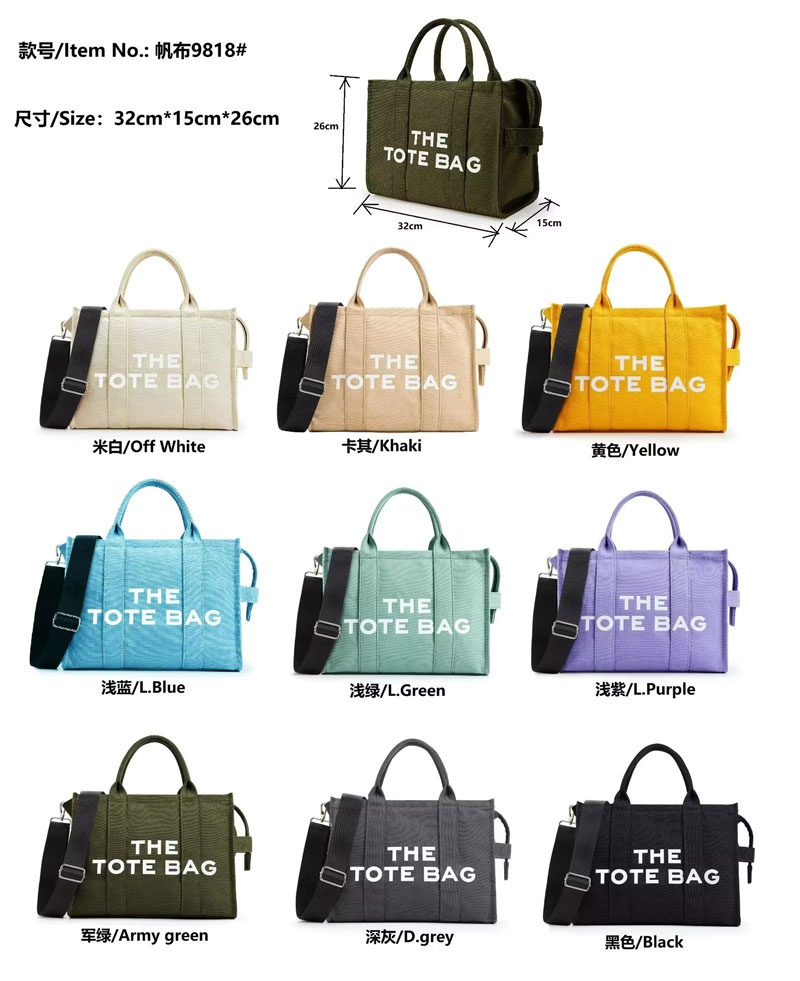 款号/Item No.: 帆布9818#
尺寸/Size：32cm*15cm*26cm
26cm
THE
TOTE BAG
32cm
15cm
THE
TOTE BAG
THE
TOTE BAG
THE
TOTE BAG
米白/Off White
卡其/Khaki
黄色/Yellow
THE
TOTE BAG
THE
TOTE BAG
THE
TOTE BAG
浅蓝/L.Blue
浅绿/L.Green
浅紫/L.Purple
THE
TOTE BAG
THE
TOTE BAG
THE
TOTE BAG
军绿/Army green
深灰/D.grey
黑色/Black